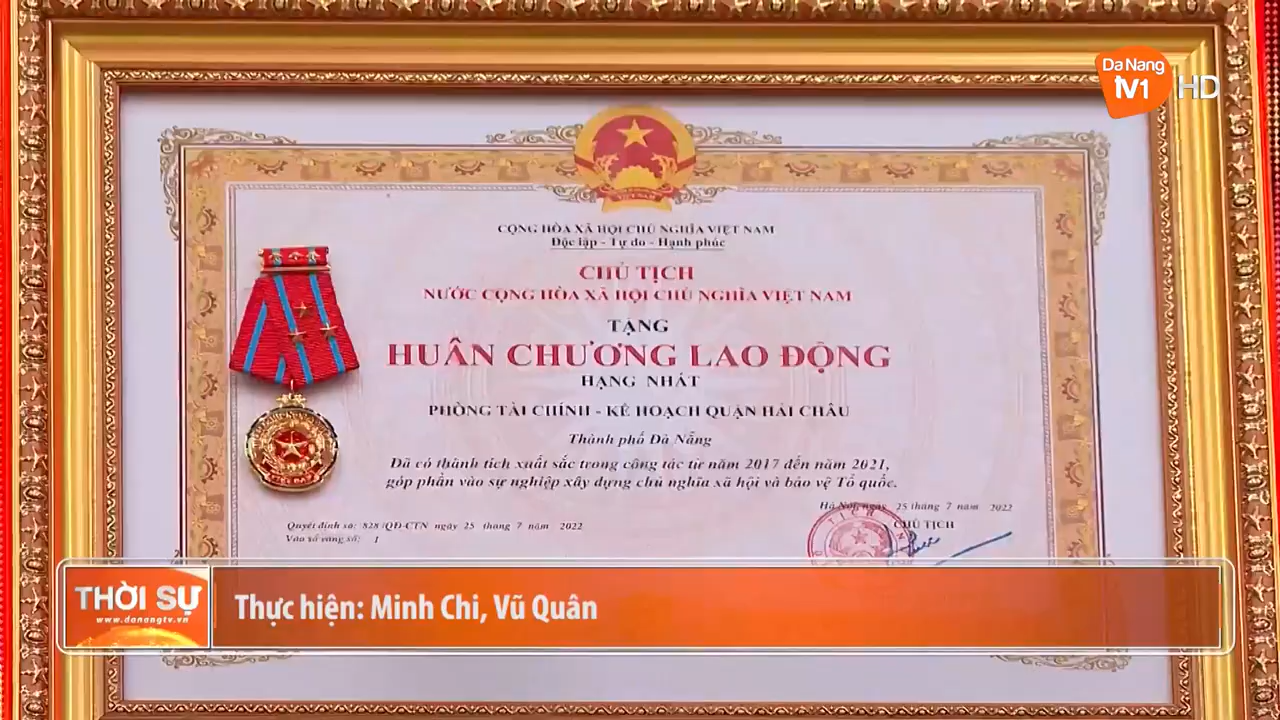 Da Nang
TV1 HD
CỘNG HÒA XÃ HỘI CHỦ NGHĨA VIỆT NAM
Độc lập - Tự do - Hạnh phúc
CHỦ TỊCH
NƯỚC CỘNG HÒA XÃ HỘI CHỦ NGHĨA VIỆT NAM
TẶNG
HUÂN CHƯƠNG LAO ĐỘNG
HẠNG NHẤT
PHÒNG TÀI CHÍNH - KẾ HOẠCH QUẬN HẢI CHÂU
Thành phố Đà Nẵng
Đã có thành tích xuất sắc trong công tác từ năm 2017 đến năm 2021,
góp phần vào sự nghiệp xây dựng chủ nghĩa xã hội và bảo vệ Tổ quốc.
Hà Nội, ngày 25 tháng 7 năm 2022
CHỦ TỊCH
Quyết định số: 828 /QĐ-CTN ngày 25 tháng 7 năm 2022
Vào sổ vàng số: 1
THỜI SỰ
www.danangtv.vn
Thực hiện: Minh Chi, Vũ Quân